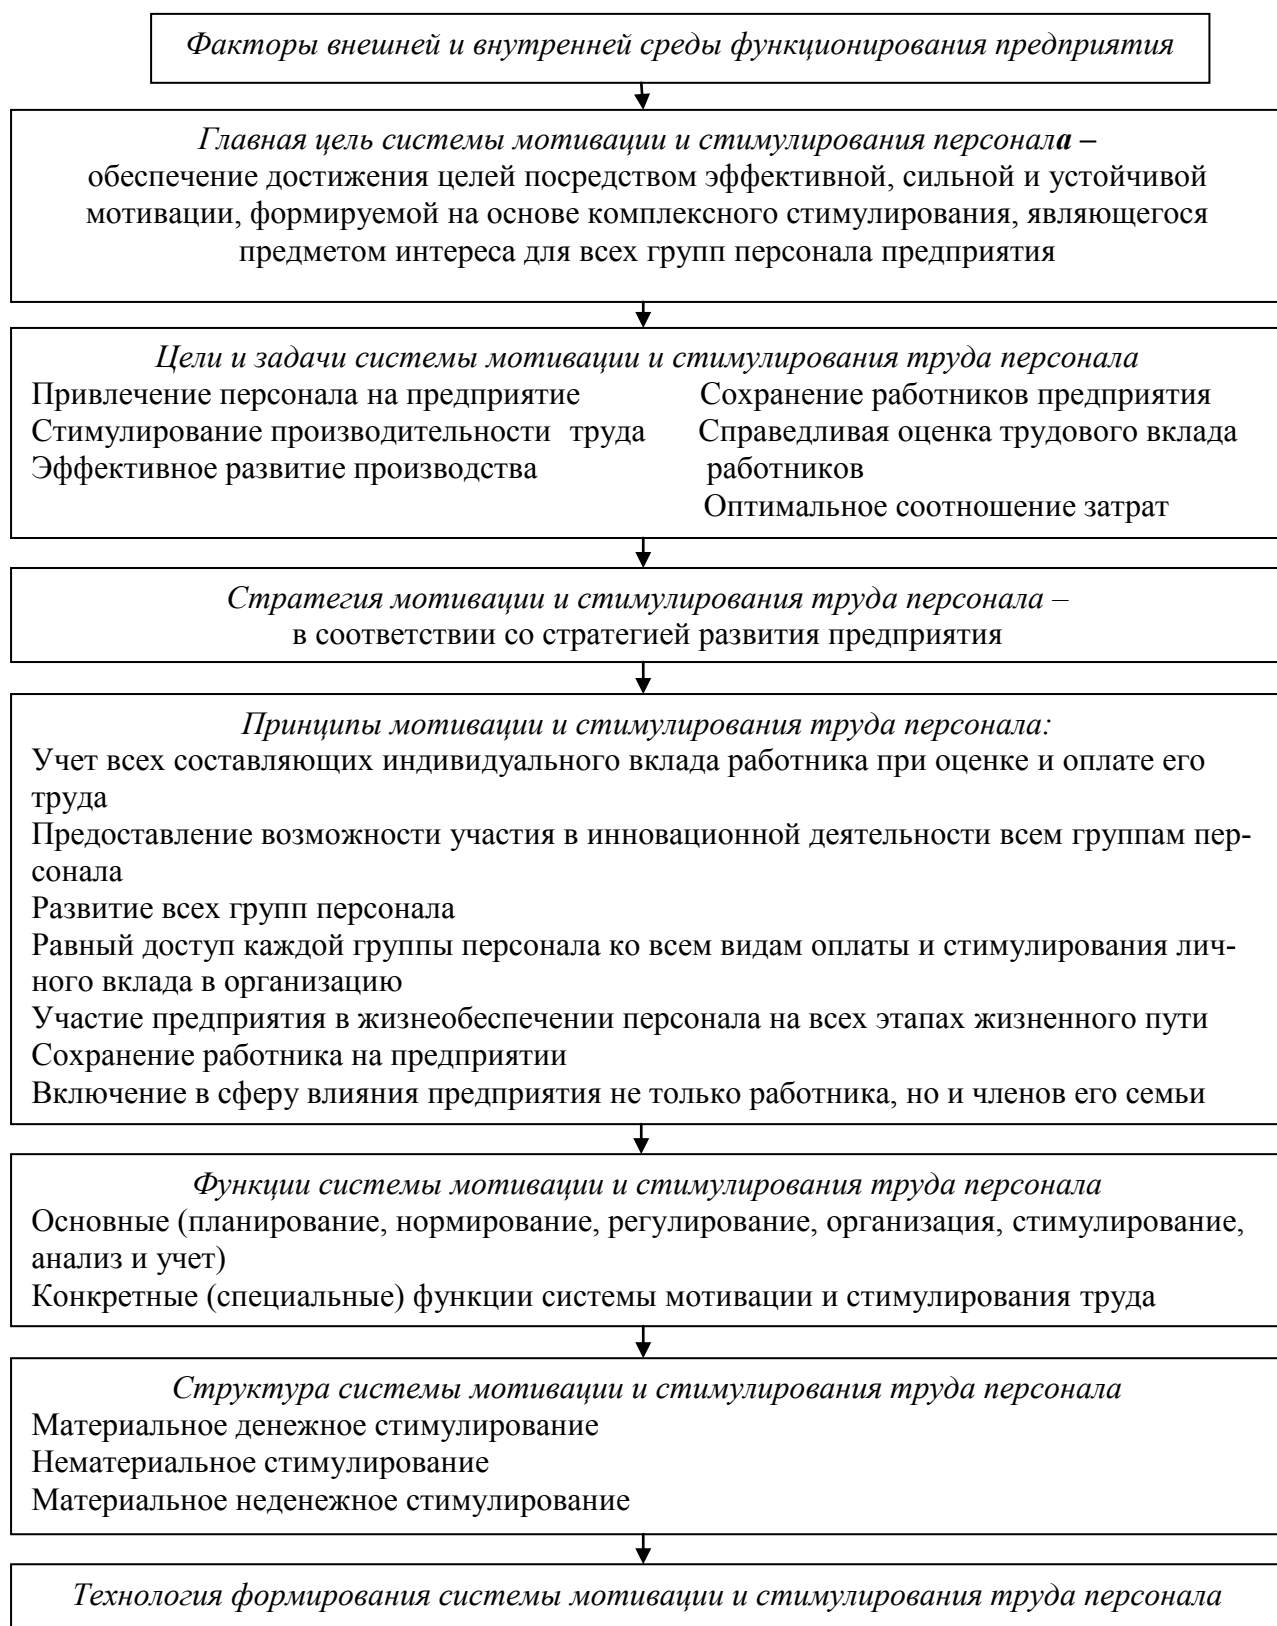 Факторы внешней и внутренней среды функционирования предприятия
Главная цель системы мотивации и стимулирования персонала –
обеспечение достижения целей посредством эффективной, сильной и устойчивой
мотивации, формируемой на основе комплексного стимулирования, являющегося
предметом интереса для всех групп персонала предприятия
Цели и задачи системы мотивации и стимулирования труда персонала
Привлечение персонала на предприятие
Стимулирование производительности труда
Эффективное развитие производства
Сохранение работников предприятия
Справедливая оценка трудового вклада
работников
Оптимальное соотношение затрат
Стратегия мотивации и стимулирования труда персонала –
в соответствии со стратегией развития предприятия
Принципы мотивации и стимулирования труда персонала:
Учет всех составляющих индивидуального вклада работника при оценке и оплате его
труда
Предоставление возможности участия в инновационной деятельности всем группам пер-
сонала
Развитие всех групп персонала
Равный доступ каждой группы персонала ко всем видам оплаты и стимулирования лич-
ного вклада в организацию
Участие предприятия в жизнеобеспечении персонала на всех этапах жизненного пути
Сохранение работника на предприятии
Включение в сферу влияния предприятия не только работника, но и членов его семьи
Функции системы мотивации и стимулирования труда персонала
Основные (планирование, нормирование, регулирование, организация, стимулирование,
анализ и учет)
Конкретные (специальные) функции системы мотивации и стимулирования труда
Структура системы мотивации и стимулирования труда персонала
Материальное денежное стимулирование
Нематериальное стимулирование
Материальное неденежное стимулирование
Технология формирования системы мотивации и стимулирования труда персонала